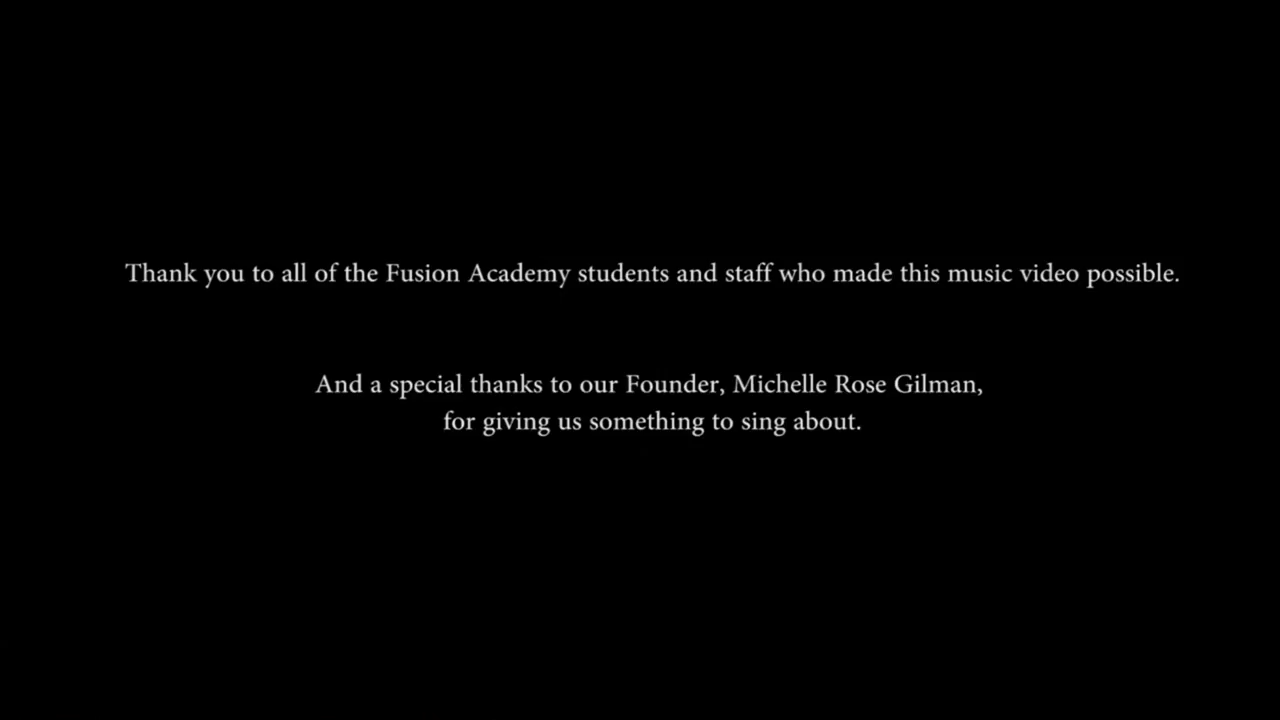 Thank you to all of the Fusion Academy students and staff who made this music video possible.
And a special thanks to our Founder, Michelle Rose Gilman,
for giving us something to sing about.